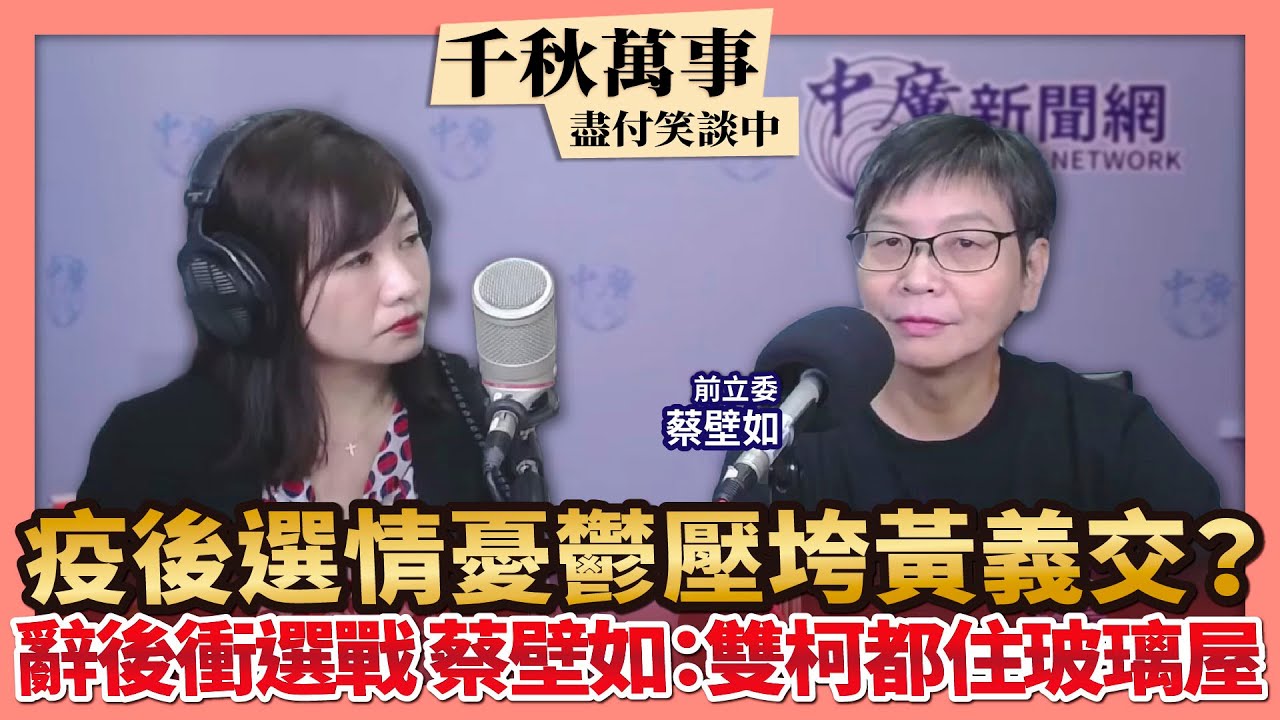 千秋萬事
盡付笑談中
中廣新聞網
NETWORK
前立委
蔡壁如
疫後選情憂鬱壓垮黃義交?
辭後衝選戰 蔡壁如:雙柯都住玻璃屋